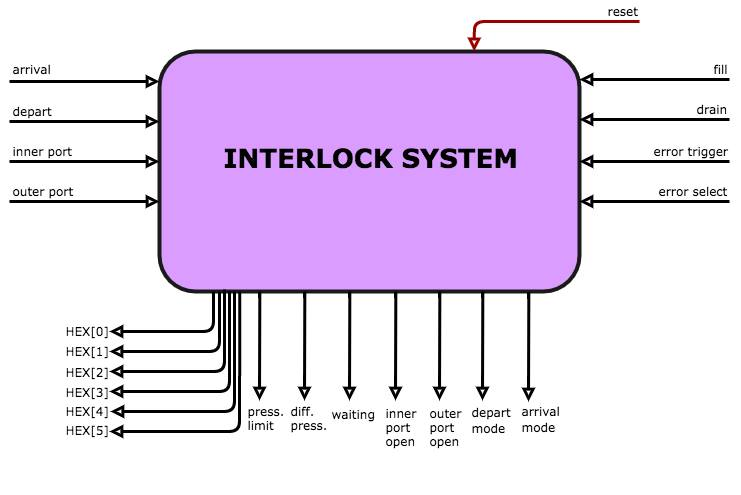 reset
arrival
fill
depart
drain
inner port
error trigger
INTERLOCK SYSTEM
outer port
error select
HEX[0]
HEX[1]
HEX[2]
HEX[3]
HEX[4]
HEX[5]
press.
limit
diff.
press.
waiting
inner
port
open
outer
port
open
depart
mode
arrival
mode